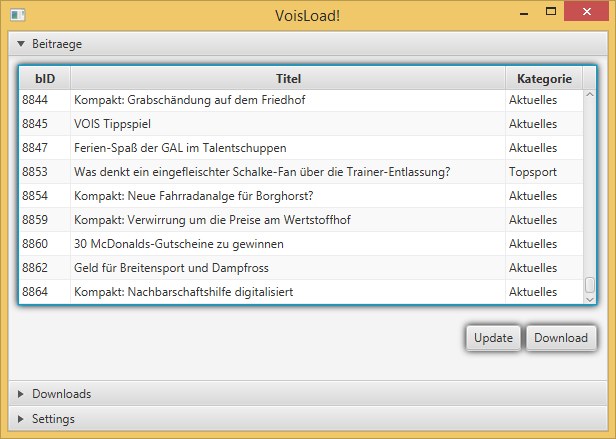 VoisLoad!
Beitraege
bID Titel Kategorie
8844 Kompakt: Grabschändung auf dem Friedhof Aktuelles
8845 VOIS Tippspiel Aktuelles
8847 Ferien-Spaß der GAL im Talentschuppen Aktuelles
8853 Was denkt ein eingefleischter Schalke-Fan über die Trainer-Entlassung? Topsport
8854 Kompakt: Neue Fahrradanalge für Borghorst? Aktuelles
8859 Kompakt: Verwirrung um die Preise am Wertstoffhof Aktuelles
8860 30 McDonalds-Gutscheine zu gewinnen Aktuelles
8862 Geld für Breitensport und Dampfross Aktuelles
8864 Kompakt: Nachbarschaftshilfe digitalisiert Aktuelles
Update Download
Downloads
Settings